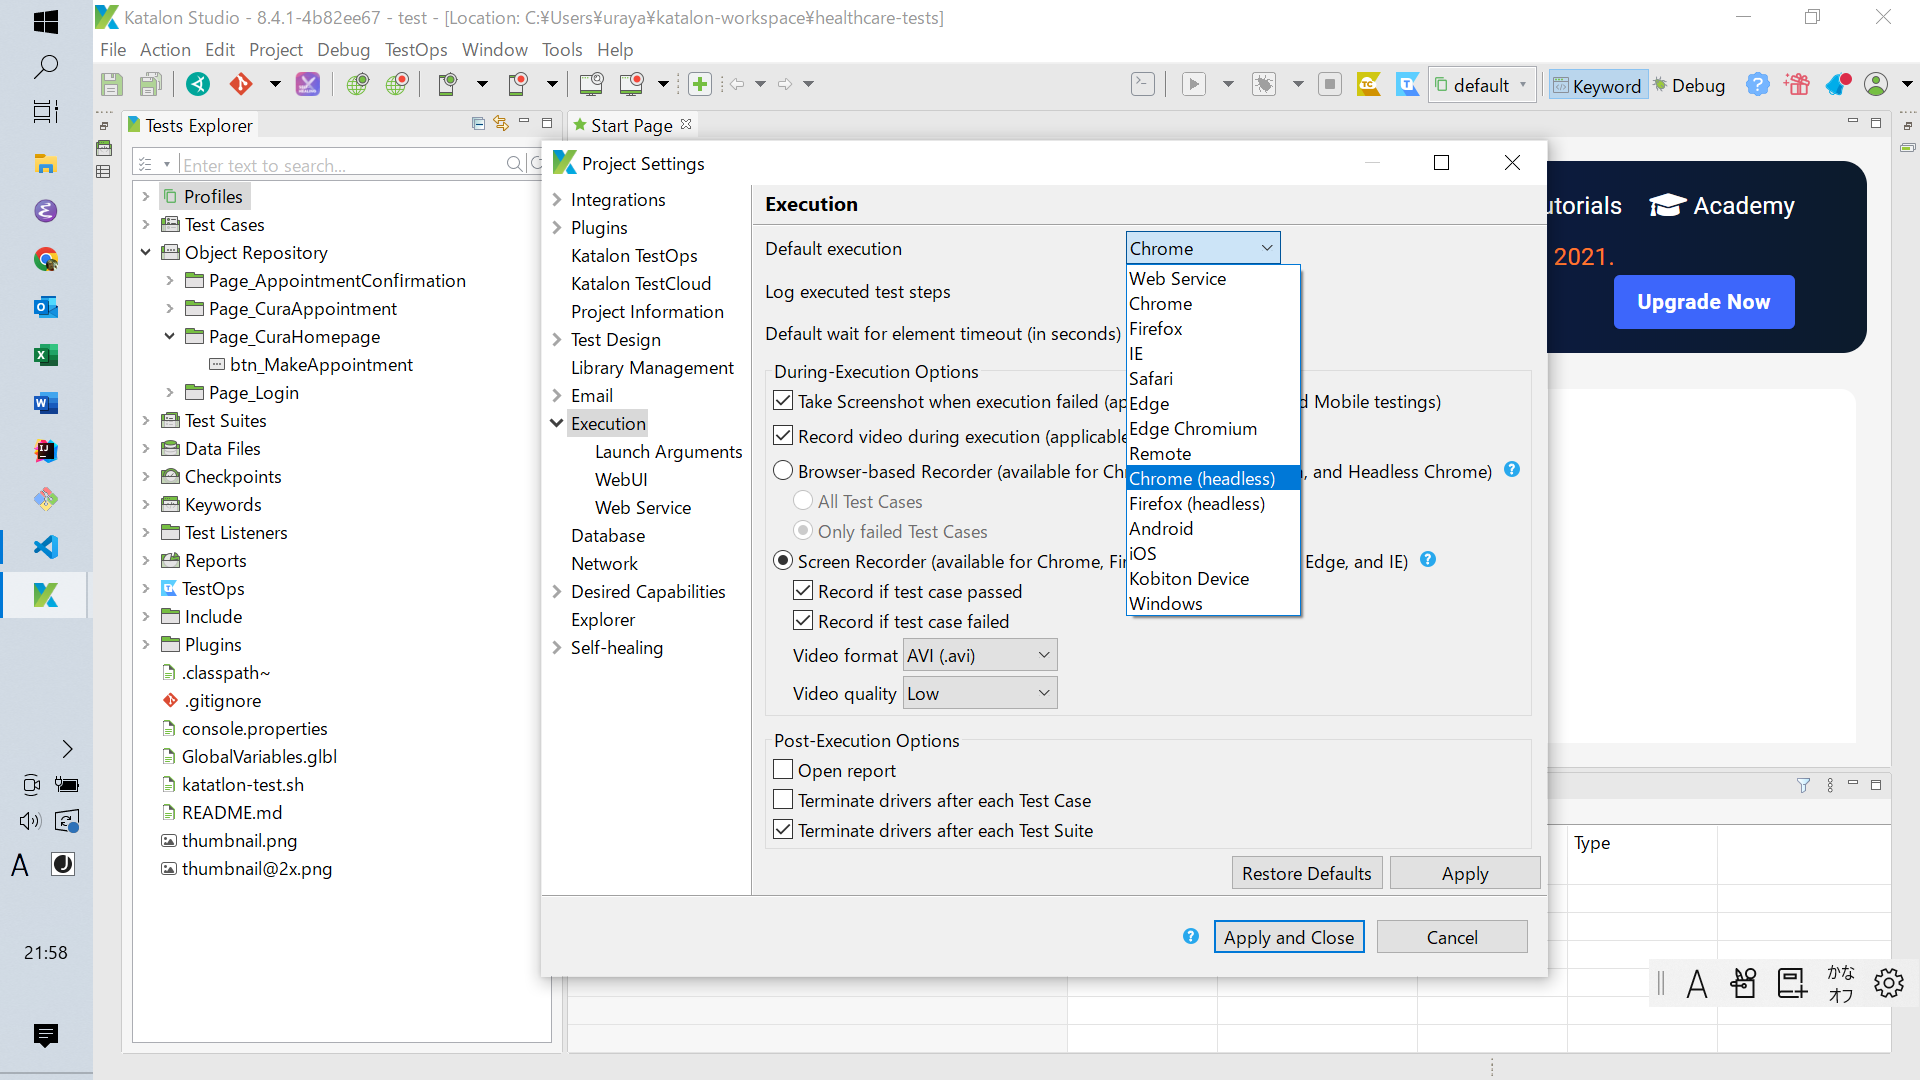 Katalon Studio - 8.4.1-4b82ee67 - test - [Location: C:¥Users¥uraya¥katalon-workspace¥healthcare-tests]
File Action Edit Project Debug TestOps Window Tools Help
default
Keyword
Debug
Tests Explorer
Start Page
Enter text to search...
Profiles
Test Cases
Object Repository
Page_AppointmentConfirmation
Page_CuraAppointment
Page_CuraHomepage
btn_MakeAppointment
Page_Login
Test Suites
Data Files
Checkpoints
Keywords
Test Listeners
Reports
TestOps
Include
Plugins
.classpath~
.gitignore
console.properties
GlobalVariables.glbl
katatlon-test.sh
README.md
thumbnail.png
thumbnail@2x.png
Project Settings
Integrations
Plugins
Katalon TestOps
Katalon TestCloud
Project Information
Test Design
Library Management
Email
Execution
Launch Arguments
WebUI
Web Service
Database
Network
Desired Capabilities
Explorer
Self-healing
Execution
Default execution
Chrome
Log executed test steps
Default wait for element timeout (in seconds)
Web Service
Chrome
Firefox
IE
Safari
Edge
Edge Chromium
Remote
Chrome (headless)
Firefox (headless)
Android
iOS
Kobiton Device
Windows
During-Execution Options
Take Screenshot when execution failed (ap d Mobile testings)
Record video during execution (applicable
Browser-based Recorder (available for Chr n, and Headless Chrome)
All Test Cases
Only failed Test Cases
Screen Recorder (available for Chrome, Fir Edge, and IE)
Record if test case passed
Record if test case failed
Video format AVI (.avi)
Video quality Low
Post-Execution Options
Open report
Terminate drivers after each Test Case
Terminate drivers after each Test Suite
Restore Defaults
Apply
Apply and Close
Cancel
utorials
Academy
2021.
Upgrade Now
Type
A
21:58
A
かな
オフ